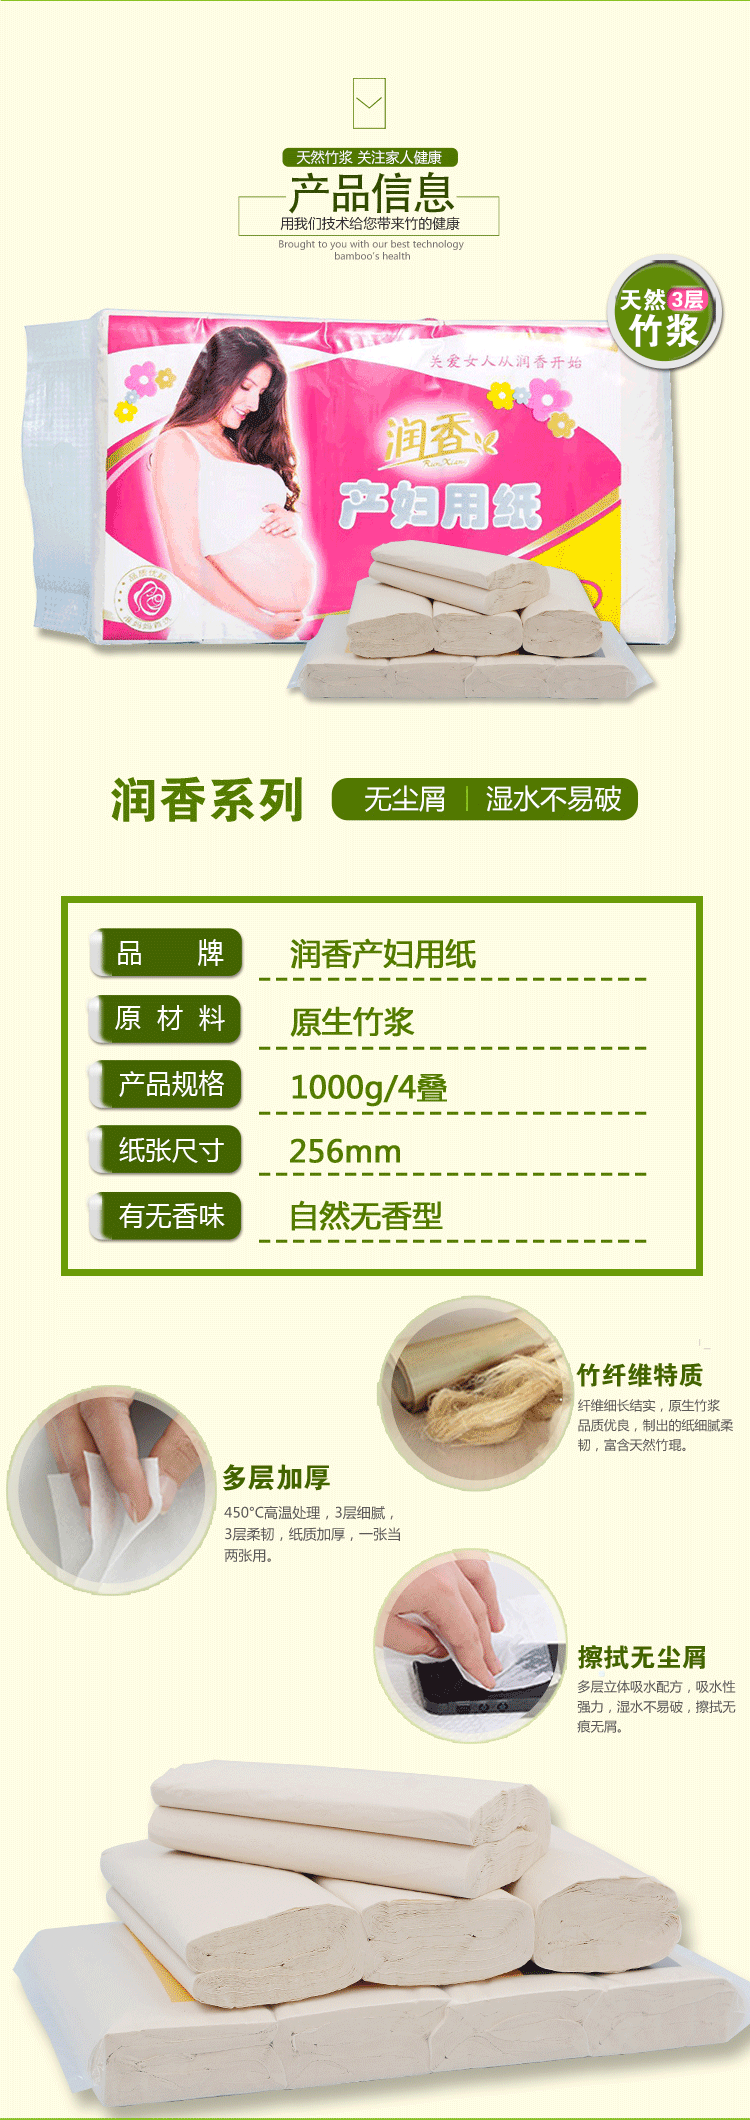 天然竹浆 关注家人健康
产品信息
用我们技术给您带来竹的健康
Brought to you with our best technology
bamboo's health
天然3层
竹浆
关爱女人从润香开始
润香
RunXiang
产妇用纸
品质优越
润香系列
无尘屑 | 湿水不易破
品 牌 润香产妇用纸
原材料 原生竹浆
产品规格 1000g/4叠
纸张尺寸 256mm
有无香味 自然无香型
竹纤维特质
纤维细长结实，原生竹浆
品质优良，制出的纸细腻柔
韧，富含天然竹琨。
多层加厚
450°C高温处理，3层细腻，
3层柔韧，纸质加厚，一张当
两张用。
擦拭无尘屑
多层立体吸水配方，吸水性
强力，湿水不易破，擦拭无
痕无屑。